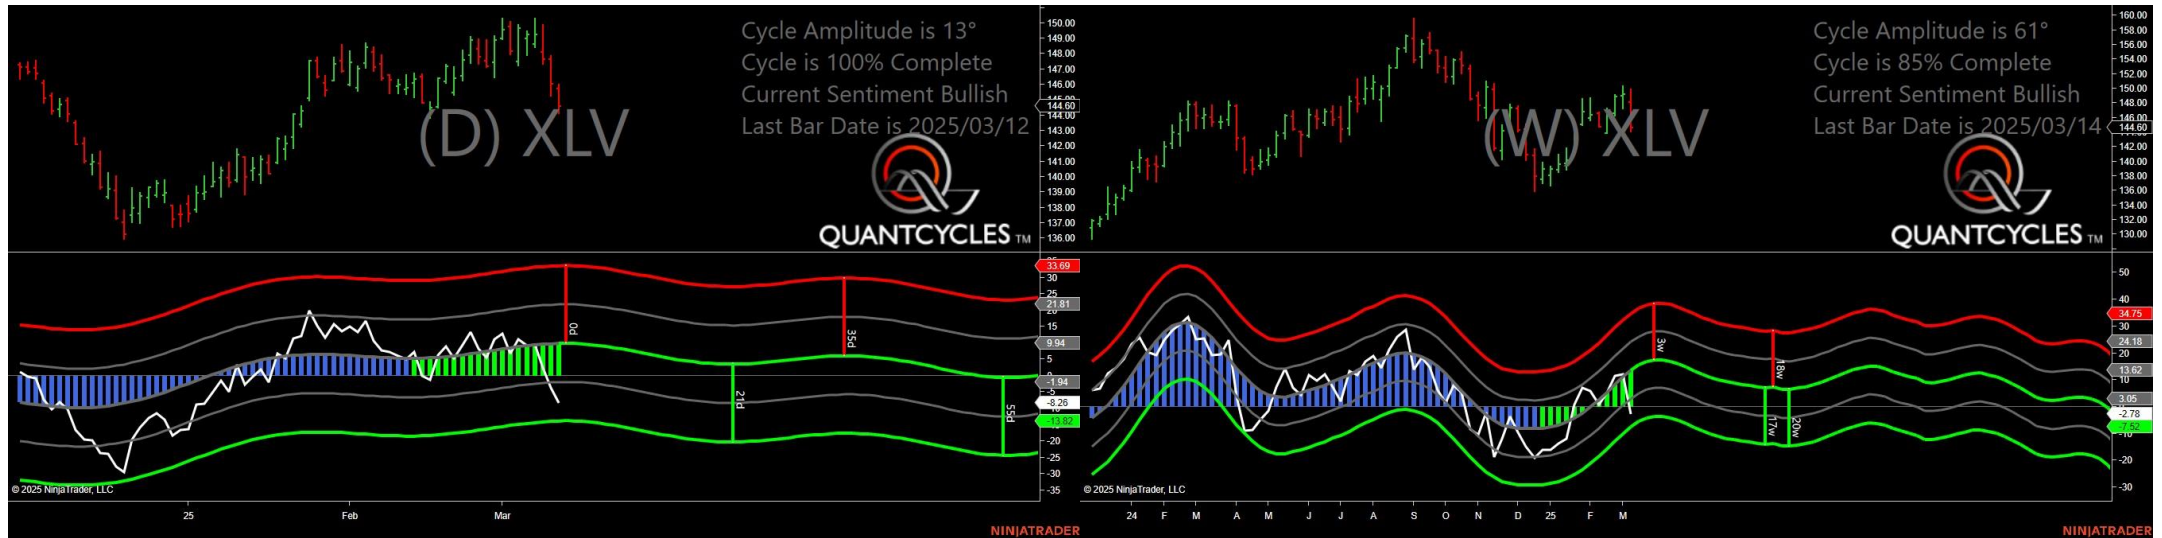 Cycle Amplitude is 13°
Cycle is 100% Complete
Current Sentiment Bullish
Last Bar Date is 2025/03/12
(D) XLV
QUANTCYCLES TM
150.00
149.00
148.00
147.00
146.00
144.60
144.00
143.00
142.00
141.00
140.00
139.00
138.00
137.00
136.00
33.69
30
25
21.81
15
9.94
5
-1.94
-8.26
-13.82
-20
-25
-30
-35
0d
21d
35d
55d
© 2025 NinjaTrader, LLC
25 Feb Mar
NINJATRADER
Cycle Amplitude is 61°
Cycle is 85% Complete
Current Sentiment Bullish
Last Bar Date is 2025/03/14
(W) XLV
QUANTCYCLES TM
160.00
158.00
156.00
154.00
152.00
150.00
148.00
146.00
144.60
142.00
140.00
138.00
136.00
134.00
132.00
130.00
50
40
34.75
30
24.18
20
13.62
10
3.05
-2.78
-7.52
-10
-20
-30
3w
18w
17w
20w
© 2025 NinjaTrader, LLC
24 F M A M J J A S O N D 25 F M
NINJATRADER